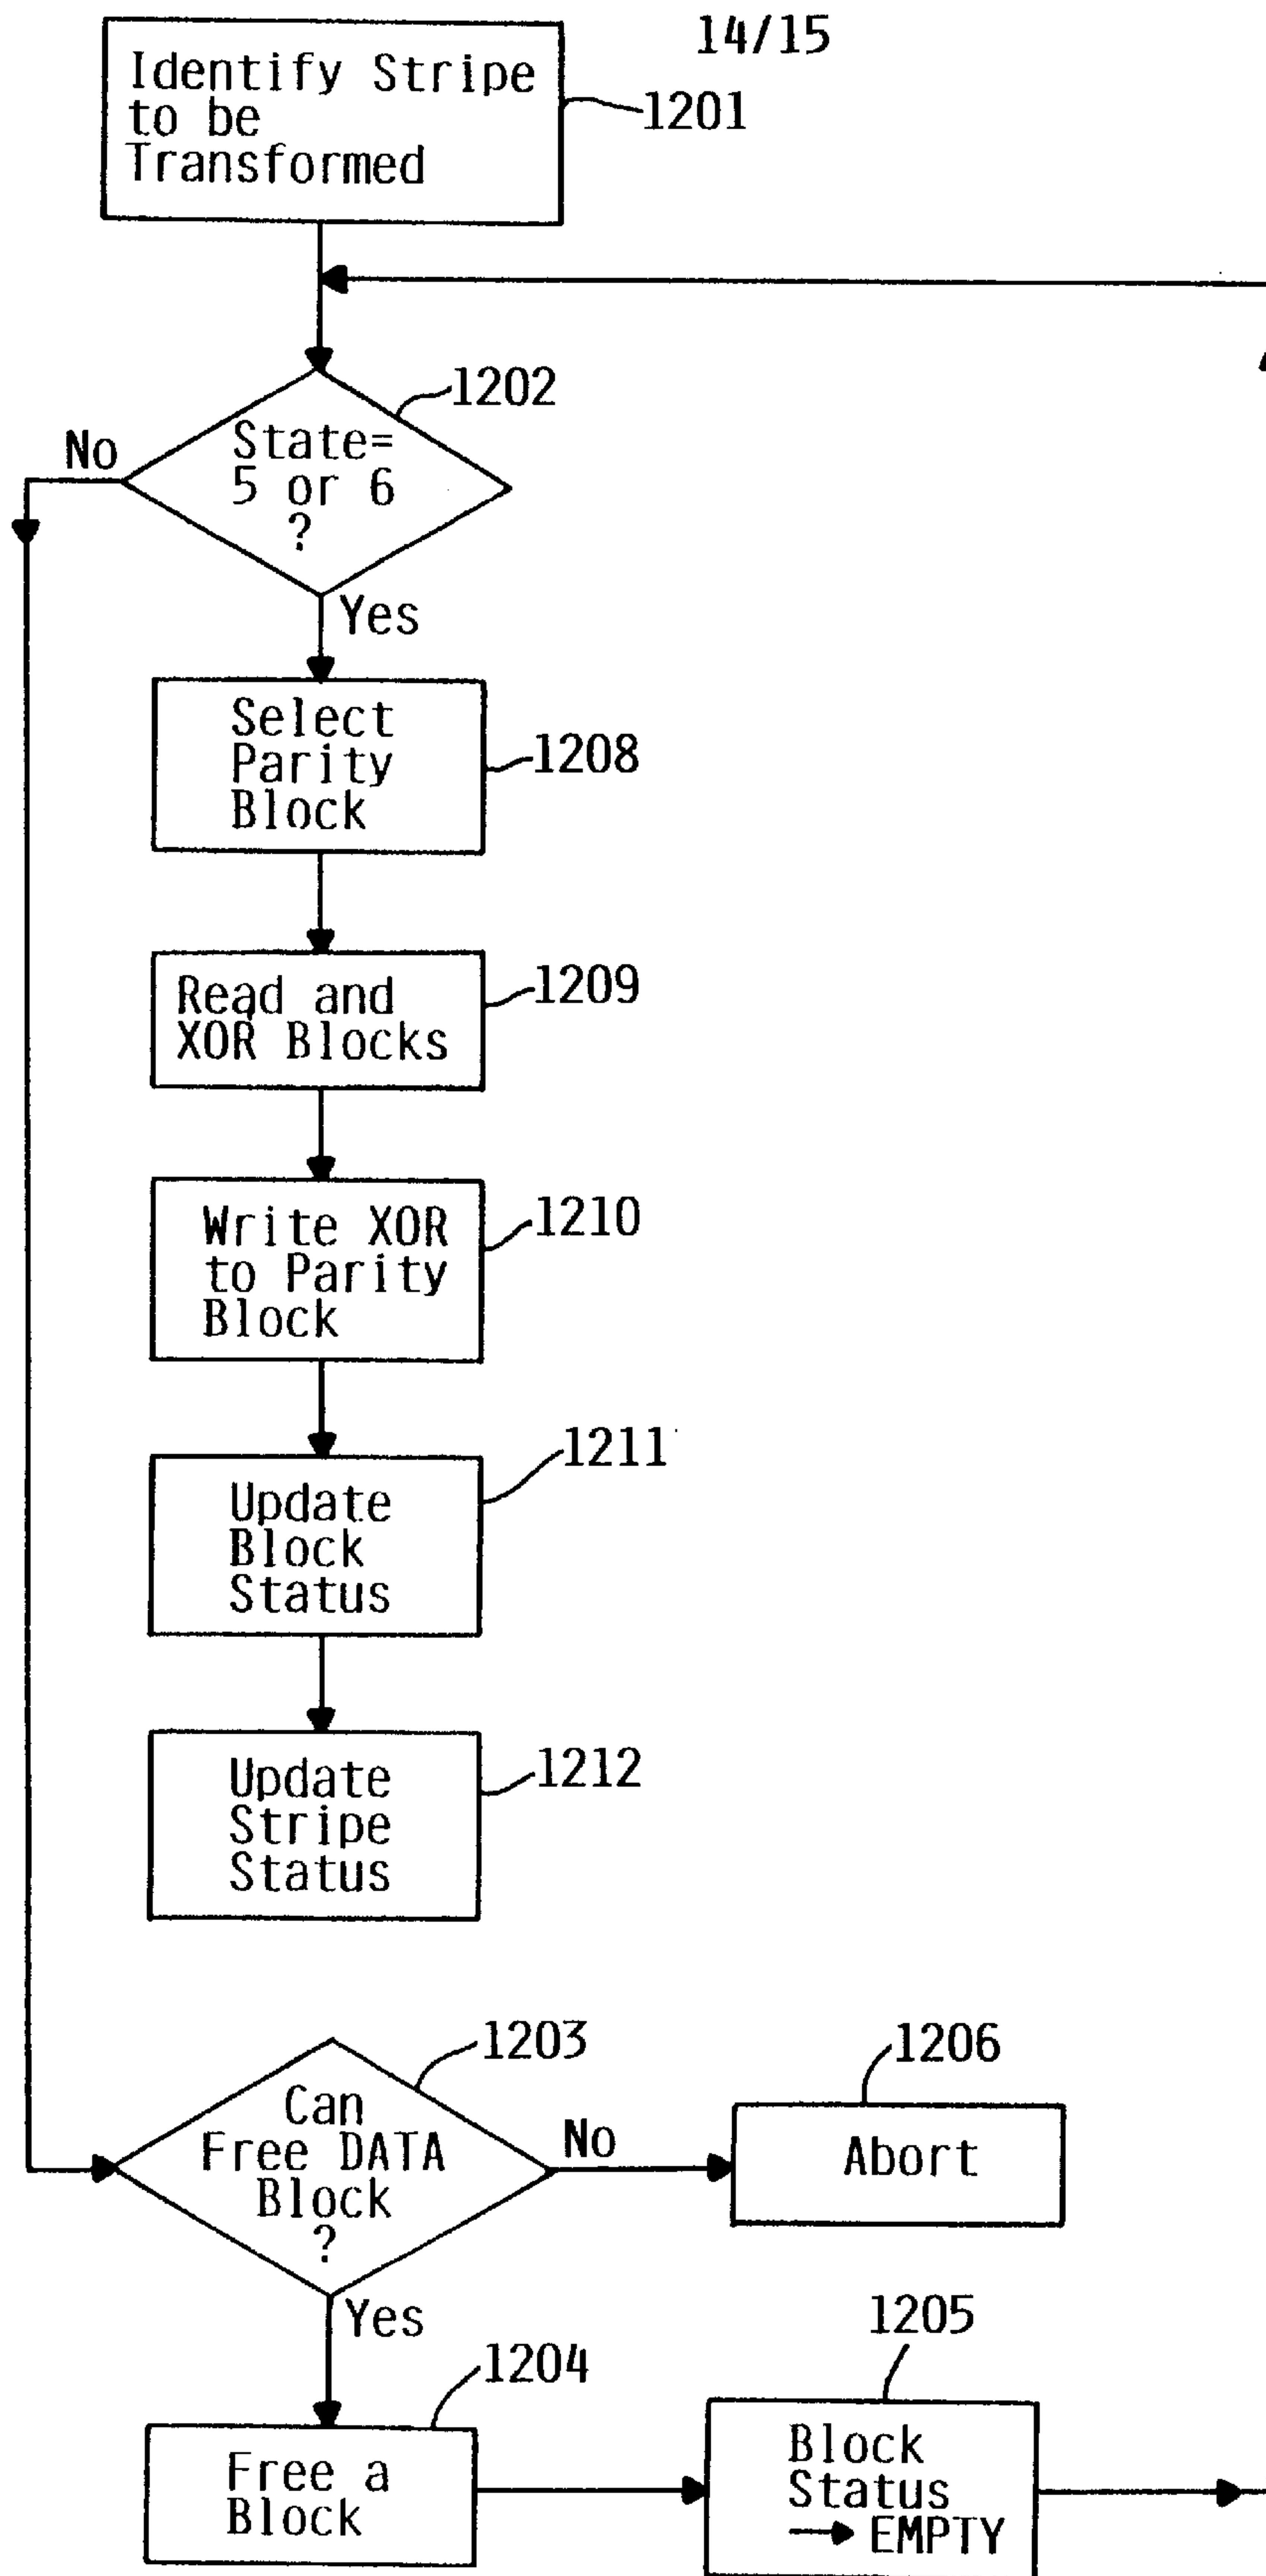 14/15
Identify Stripe
to be
Transformed
1201
1202
No
State=
5 or 6
?
Yes
Select
Parity
Block
1208
Read and
XOR Blocks
1209
Write XOR
to Parity
Block
1210
Update
Block
Status
1211
Update
Stripe
Status
1212
1203
Can
Free DATA
Block
?
No
1206
Abort
Yes
1204
Free a
Block
1205
Block
Status
→ EMPTY